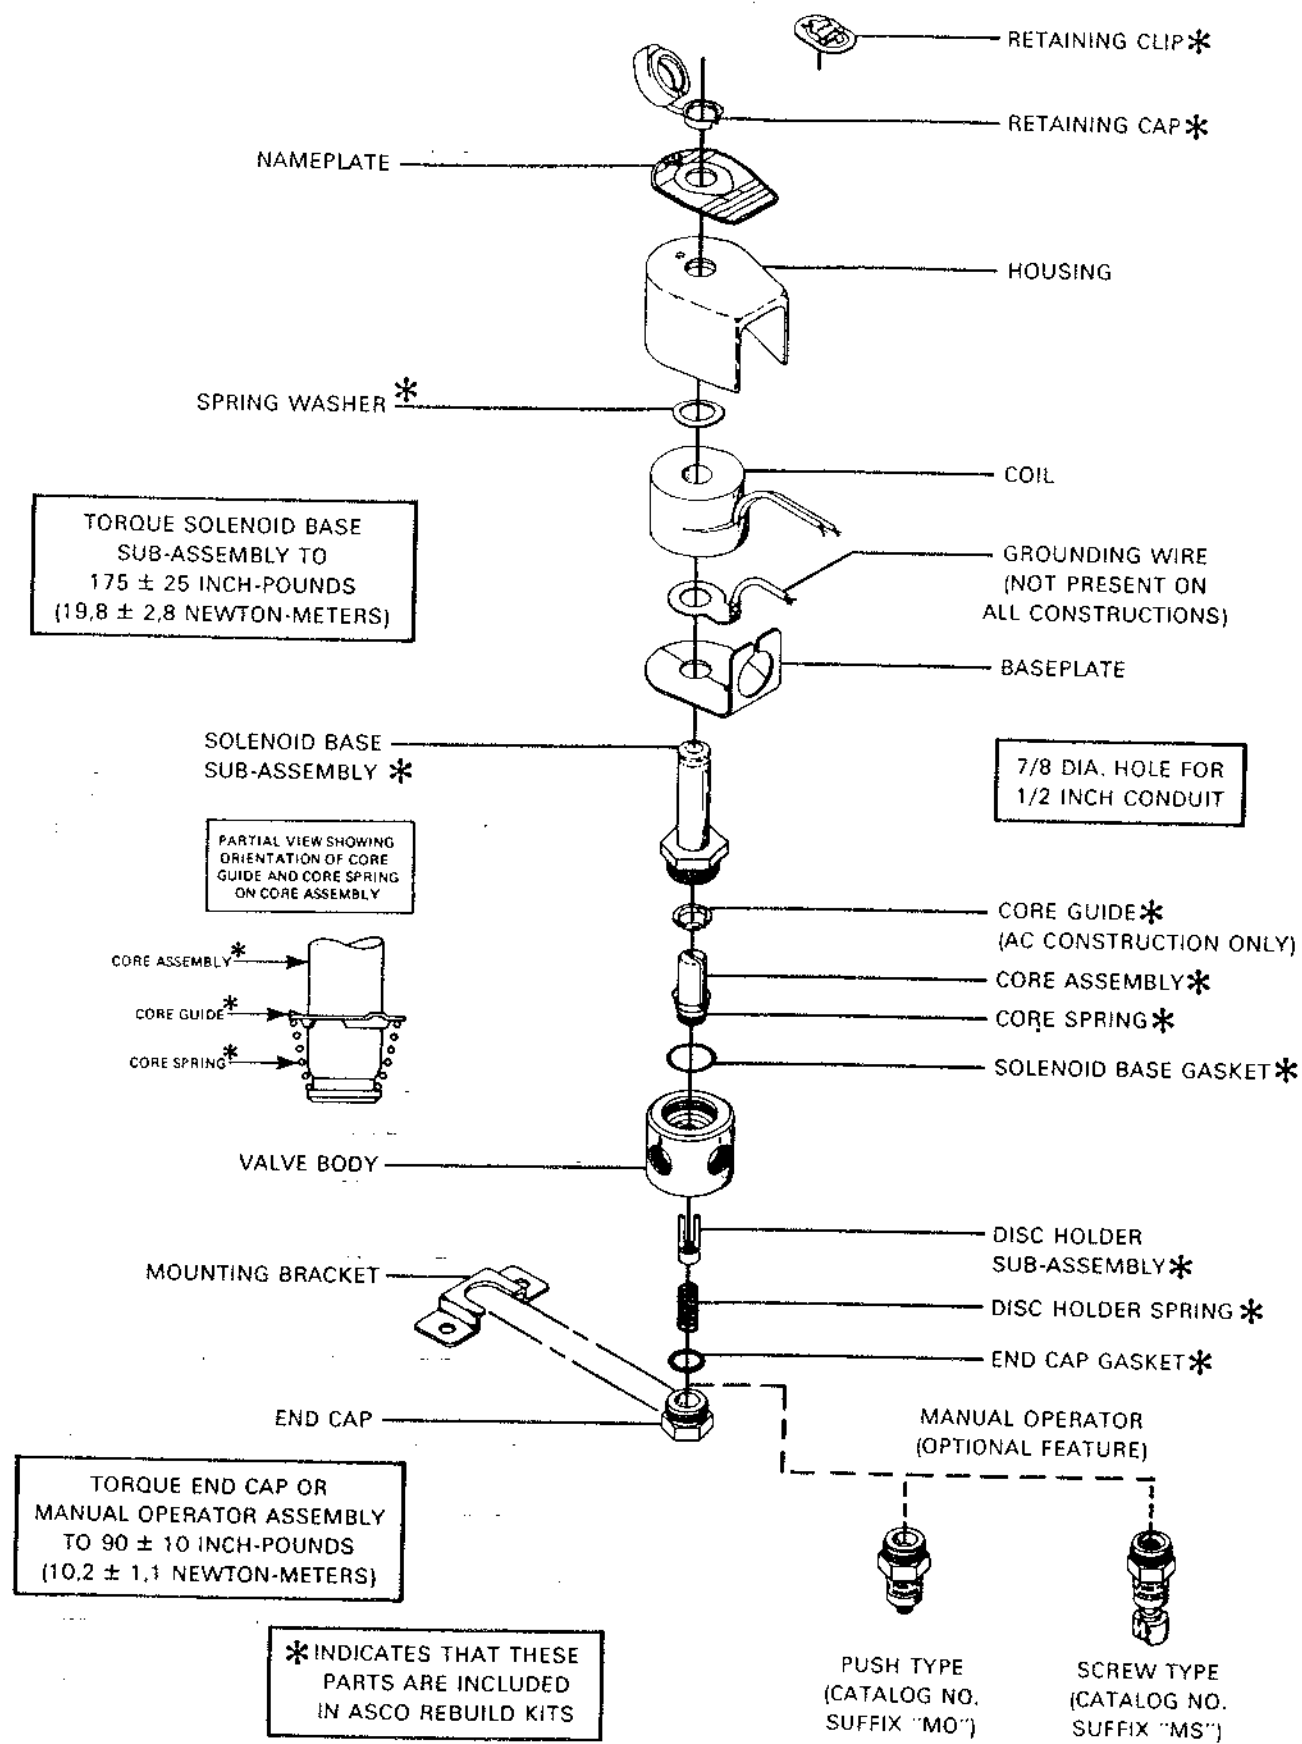 RETAINING CLIP*
RETAINING CAP*
NAMEPLATE
HOUSING
SPRING WASHER*
COIL
TORQUE SOLENOID BASE
SUB-ASSEMBLY TO
175 ± 25 INCH-POUNDS
(19,8 ± 2,8 NEWTON-METERS)
GROUNDING WIRE
(NOT PRESENT ON
ALL CONSTRUCTIONS)
BASEPLATE
SOLENOID BASE
SUB-ASSEMBLY *
7/8 DIA. HOLE FOR
1/2 INCH CONDUIT
PARTIAL VIEW SHOWING
ORIENTATION OF CORE
GUIDE AND CORE SPRING
ON CORE ASSEMBLY
CORE GUIDE*
(AC CONSTRUCTION ONLY)
CORE ASSEMBLY*
CORE ASSEMBLY*
CORE GUIDE*
CORE SPRING*
CORE SPRING*
SOLENOID BASE GASKET*
VALVE BODY
DISC HOLDER
SUB-ASSEMBLY*
MOUNTING BRACKET
DISC HOLDER SPRING*
END CAP GASKET*
END CAP
MANUAL OPERATOR
(OPTIONAL FEATURE)
TORQUE END CAP OR
MANUAL OPERATOR ASSEMBLY
TO 90 ± 10 INCH-POUNDS
(10,2 ± 1,1 NEWTON-METERS)
* INDICATES THAT THESE
PARTS ARE INCLUDED
IN ASCO REBUILD KITS
PUSH TYPE
(CATALOG NO.
SUFFIX "MO")
SCREW TYPE
(CATALOG NO.
SUFFIX "MS")